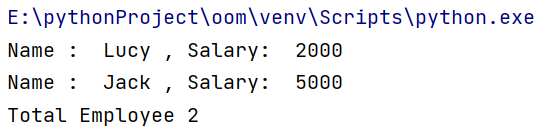 E:\pythonProject\oom\venv\Scripts\python.exe
Name :  Lucy , Salary:  2000
Name :  Jack , Salary:  5000
Total Employee 2